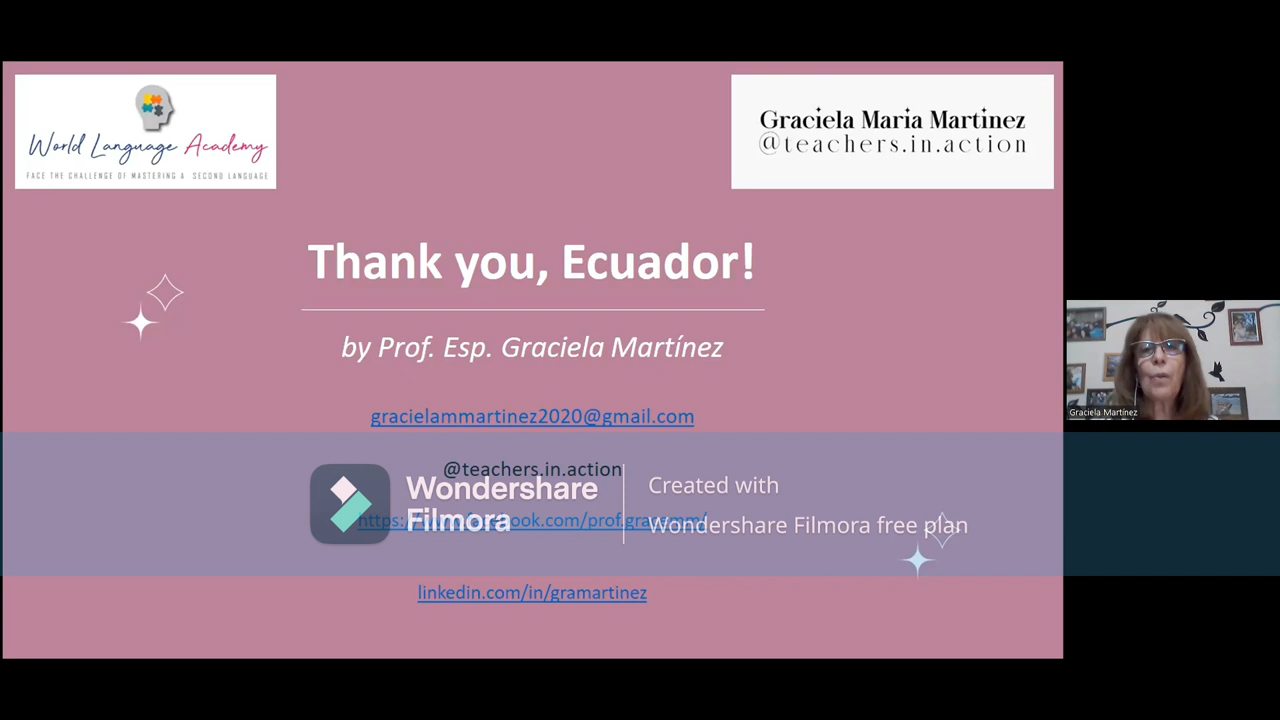 World Language Academy
FACE THE CHALLENGE OF MASTERING A SECOND LANGUAGE
Graciela Maria Martinez
@teachers.in.action
Thank you, Ecuador!
by Prof. Esp. Graciela Martínez
gracielammartinez2020@gmail.com
@teachers.in.action
Wondershare
Filmora
Created with
Wondershare Filmora free plan
linkedin.com/in/gramartinez
Graciela Martínez